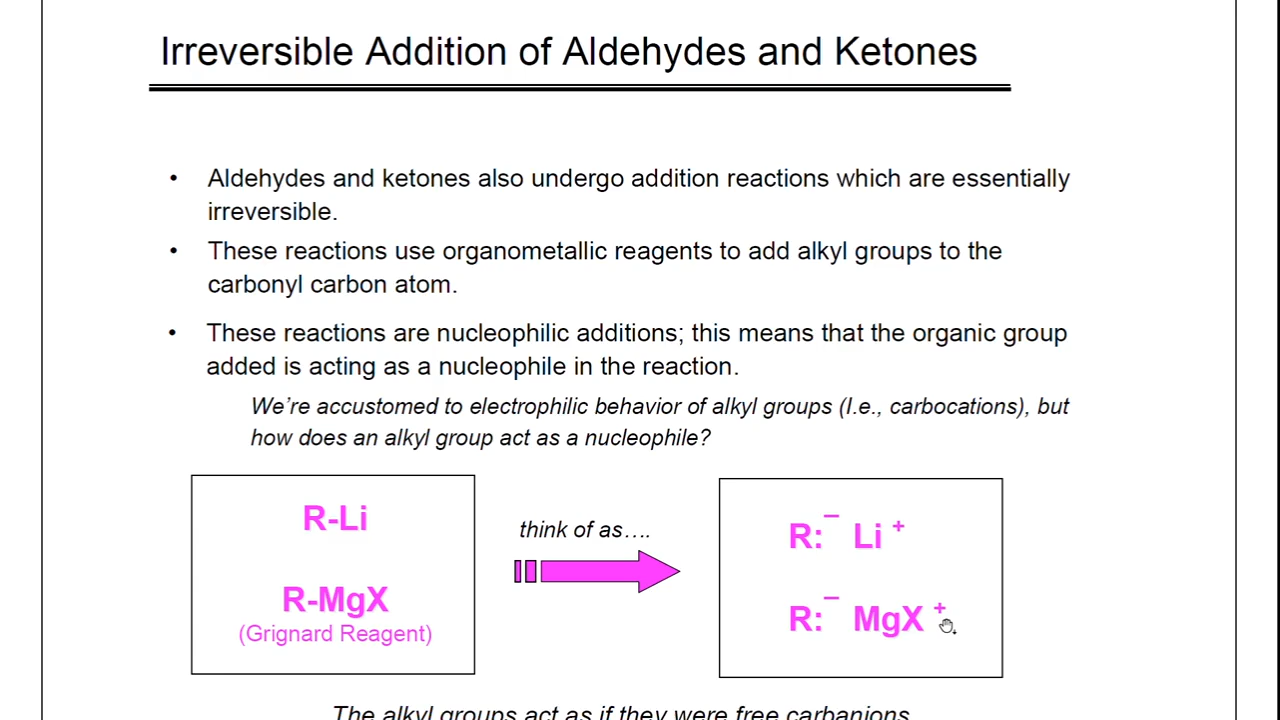 Irreversible Addition of Aldehydes and Ketones
• Aldehydes and ketones also undergo addition reactions which are essentially
irreversible.
• These reactions use organometallic reagents to add alkyl groups to the
carbonyl carbon atom.
• These reactions are nucleophilic additions; this means that the organic group
added is acting as a nucleophile in the reaction.
We're accustomed to electrophilic behavior of alkyl groups (I.e., carbocations), but
how does an alkyl group act as a nucleophile?
R-Li
R-MgX
(Grignard Reagent)
think of as….
R:⁻ Li⁺
R:⁻ MgX⁺
The alkyl groups act as if they were free carbanions